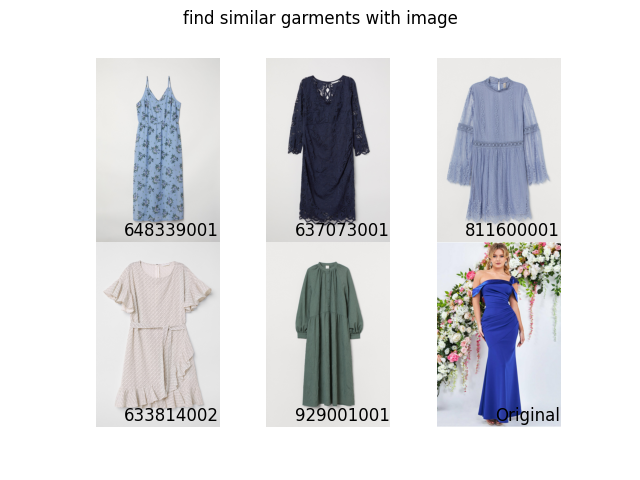 find similar garments with image
648339001
637073001
811600001
633814002
929001001
Original